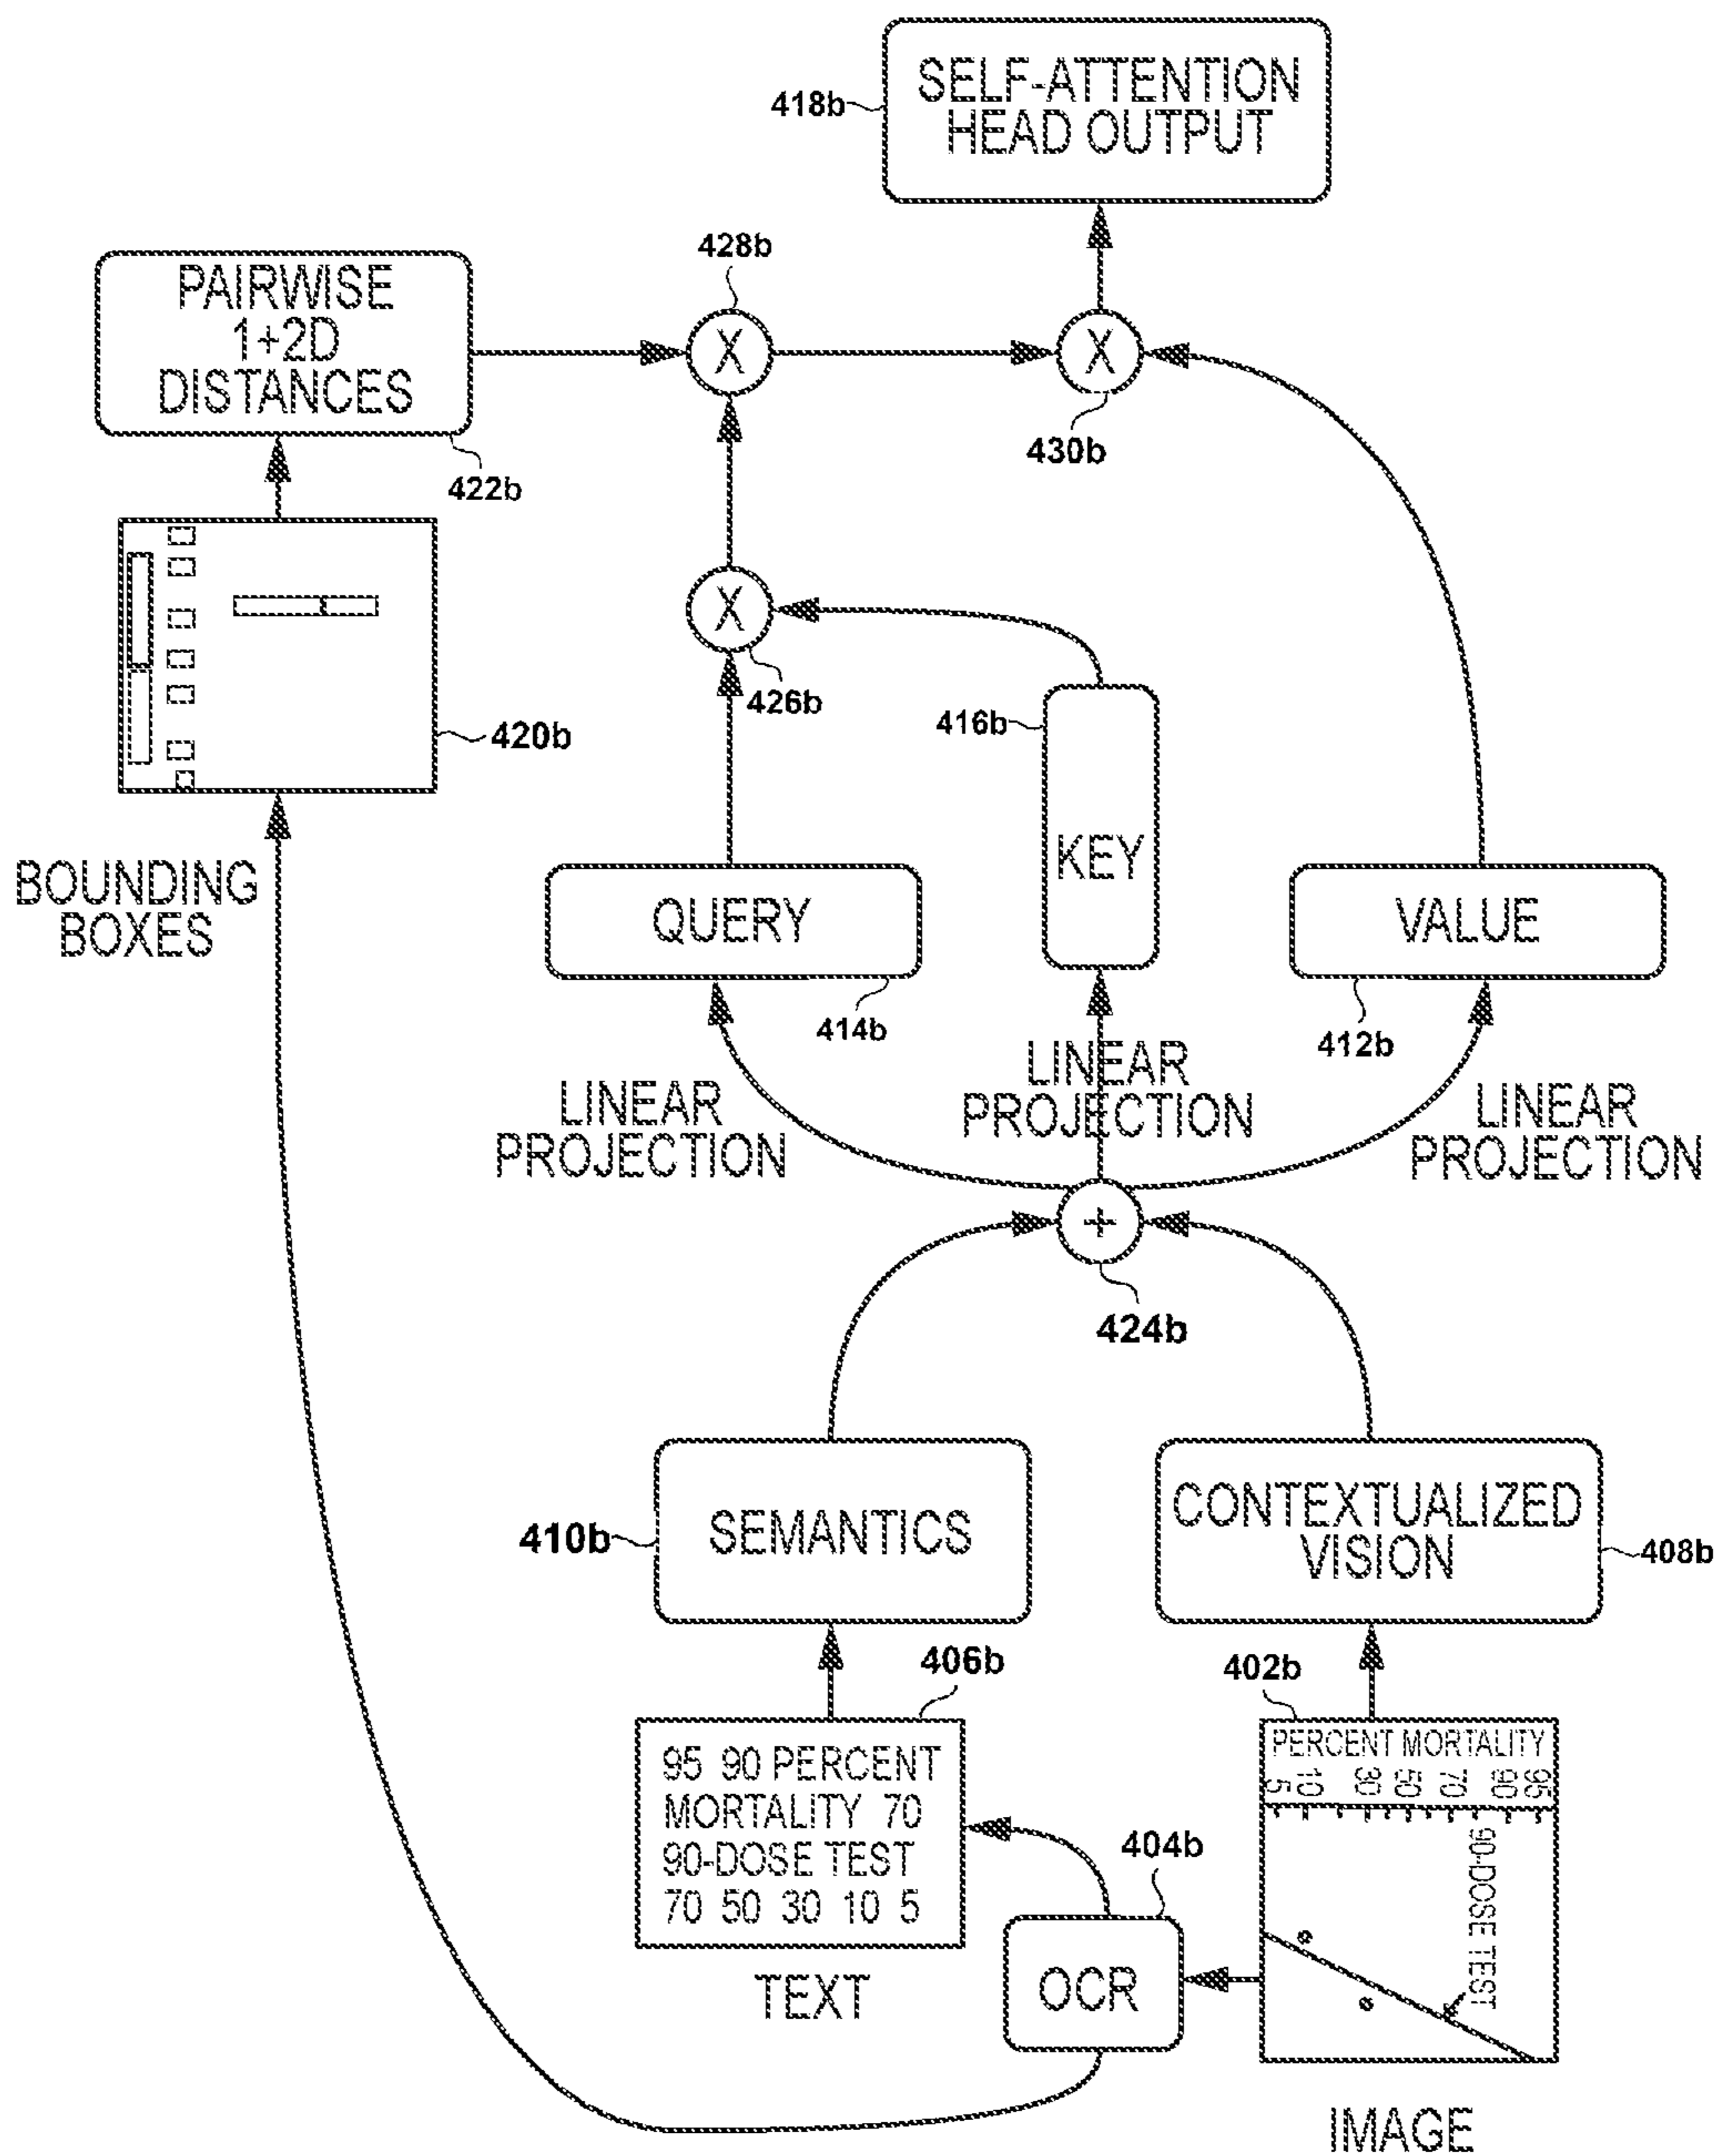 SELF-ATTENTION
HEAD OUTPUT
418b
428b
PAIRWISE
1+2D
DISTANCES
X
X
430b
422b
X
426b
416b
420b
KEY
BOUNDING
BOXES
QUERY
VALUE
414b
412b
LINEAR
PROJECTION
LINEAR
PROJECTION
LINEAR
PROJECTION
+
424b
410b
SEMANTICS
CONTEXTUALIZED
VISION
408b
406b
402b
95 90 PERCENT
MORTALITY 70
90-DOSE TEST
70 50 30 10 5
TEXT
404b
OCR
PERCENT MORTALITY
5 10 30 50 70 90 95
90-DOSE TEST
IMAGE